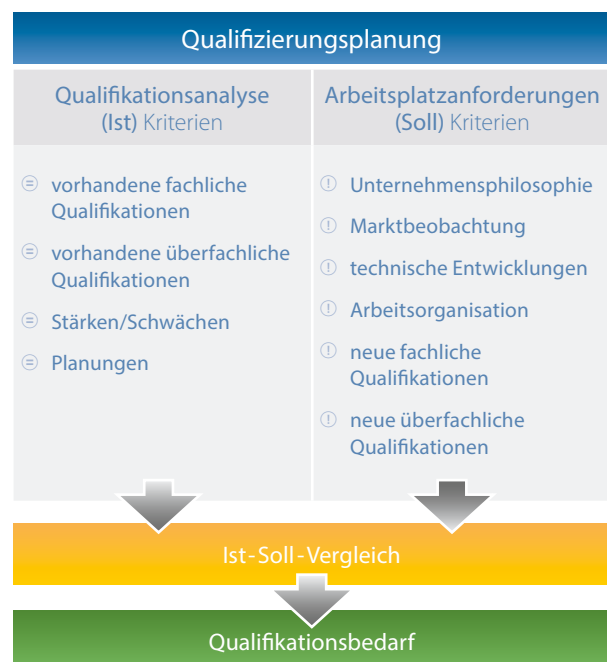 Qualifizierungsplanung
Qualifikationsanalyse
(Ist) Kriterien
vorhandene fachliche
Qualifikationen
vorhandene überfachliche
Qualifikationen
Stärken/Schwächen
Planungen
Arbeitsplatzanforderungen
(Soll) Kriterien
Unternehmensphilosophie
Marktbeobachtung
technische Entwicklungen
Arbeitsorganisation
neue fachliche
Qualifikationen
neue überfachliche
Qualifikationen
Ist-Soll-Vergleich
Qualifikationsbedarf